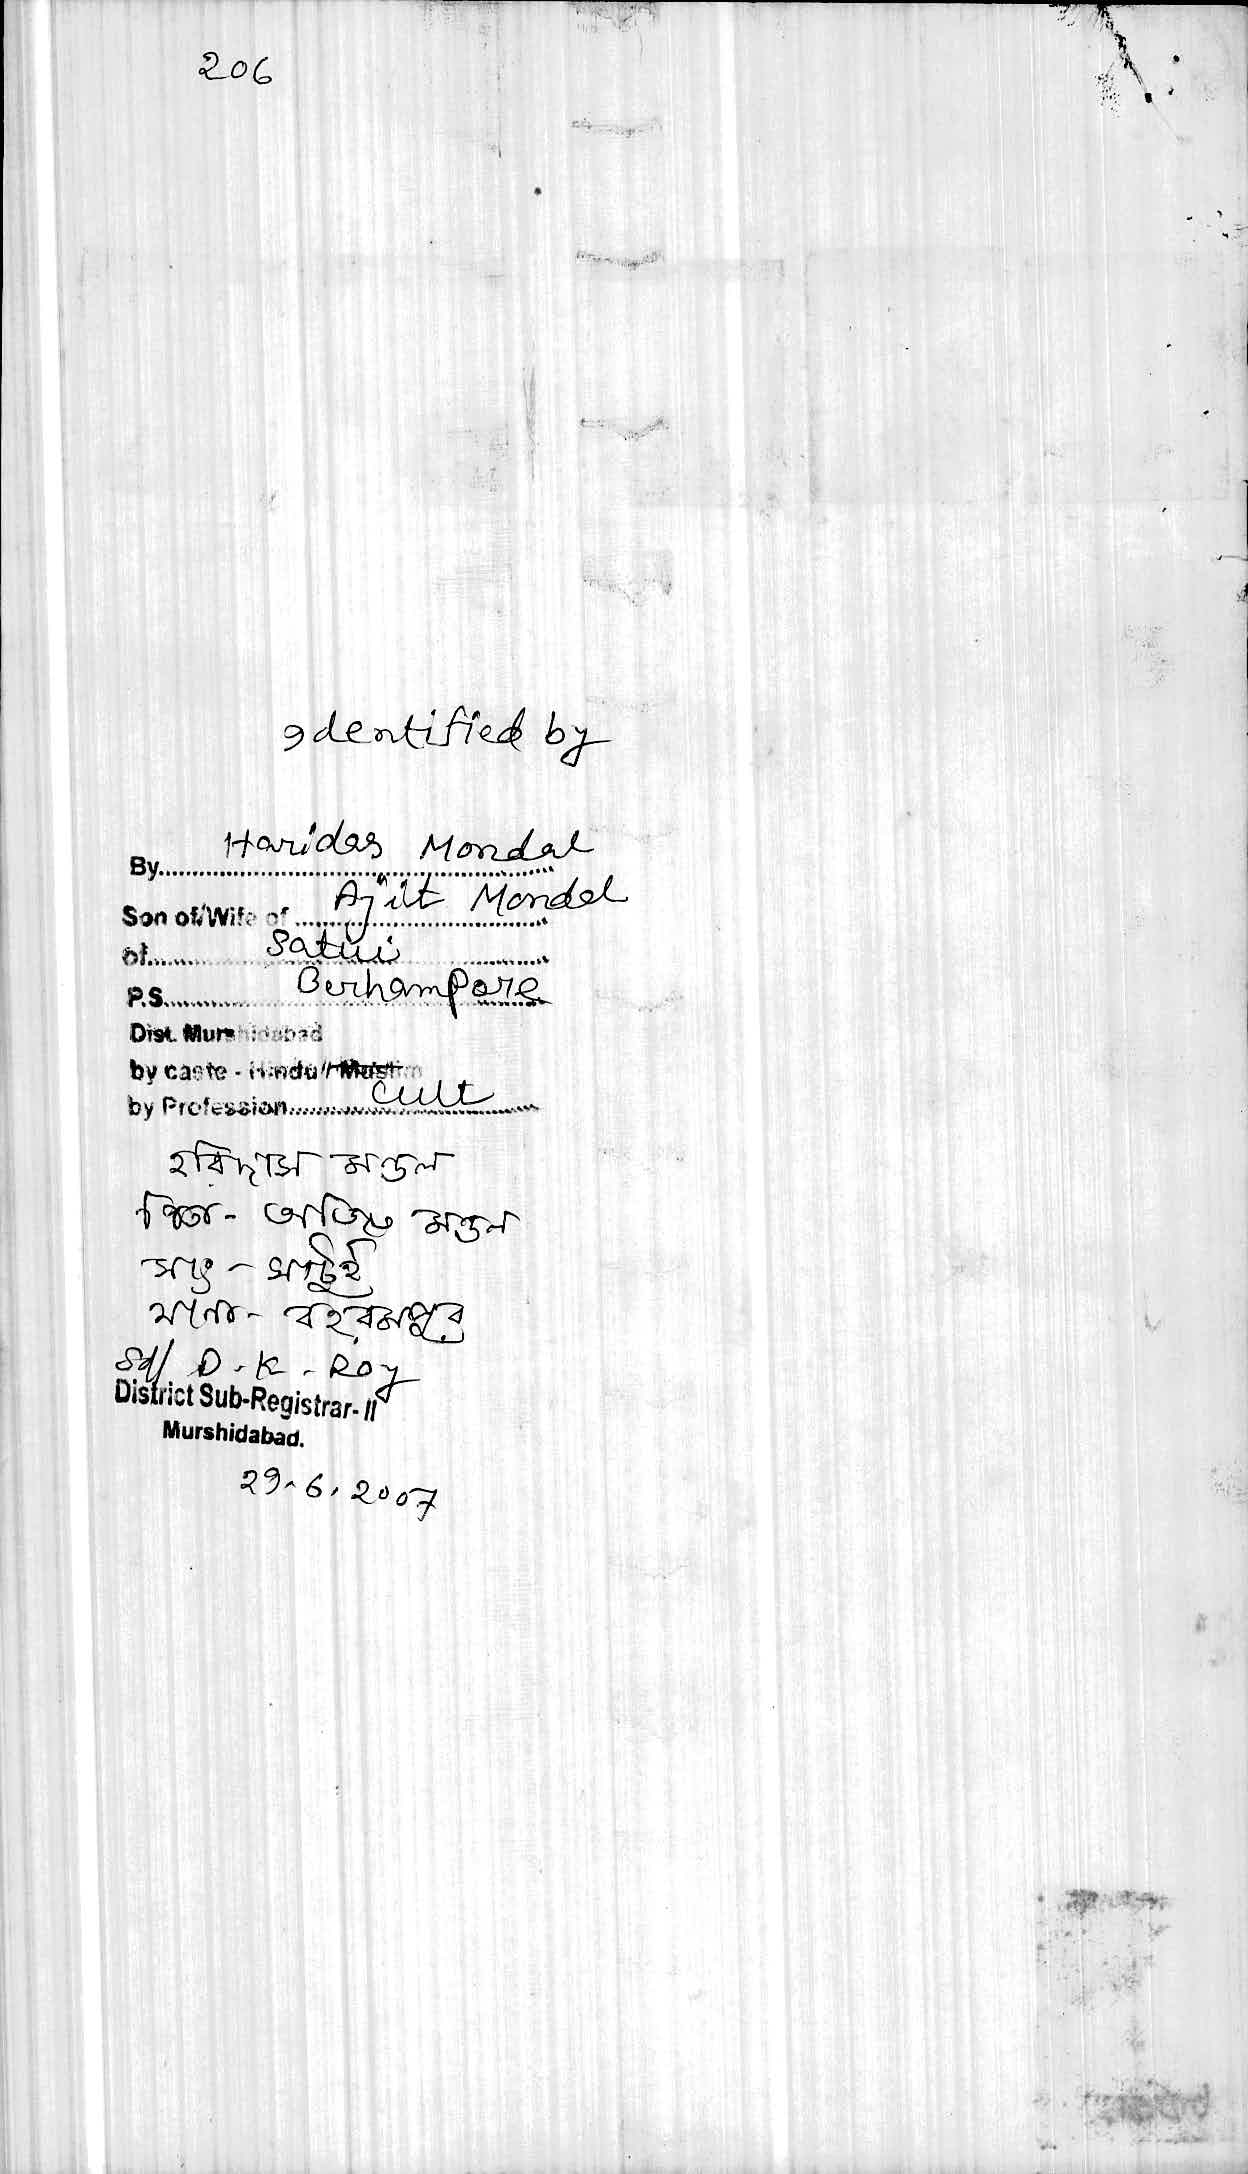 206
Identified by
By Haridas Mondal
Son of/Wife of Ajit Mondal
of Satui
P.S. Berhampore
Dist. Murshidabad
by caste - Hindu / Muslim
by Profession Cult
হরিদাস মন্ডল
পিতা - অজিত মন্ডল
সাং - সাটুই
থানা - বহরমপুর
Sd/ D. K. Roy
District Sub-Registrar- II
Murshidabad.
29.6.2007